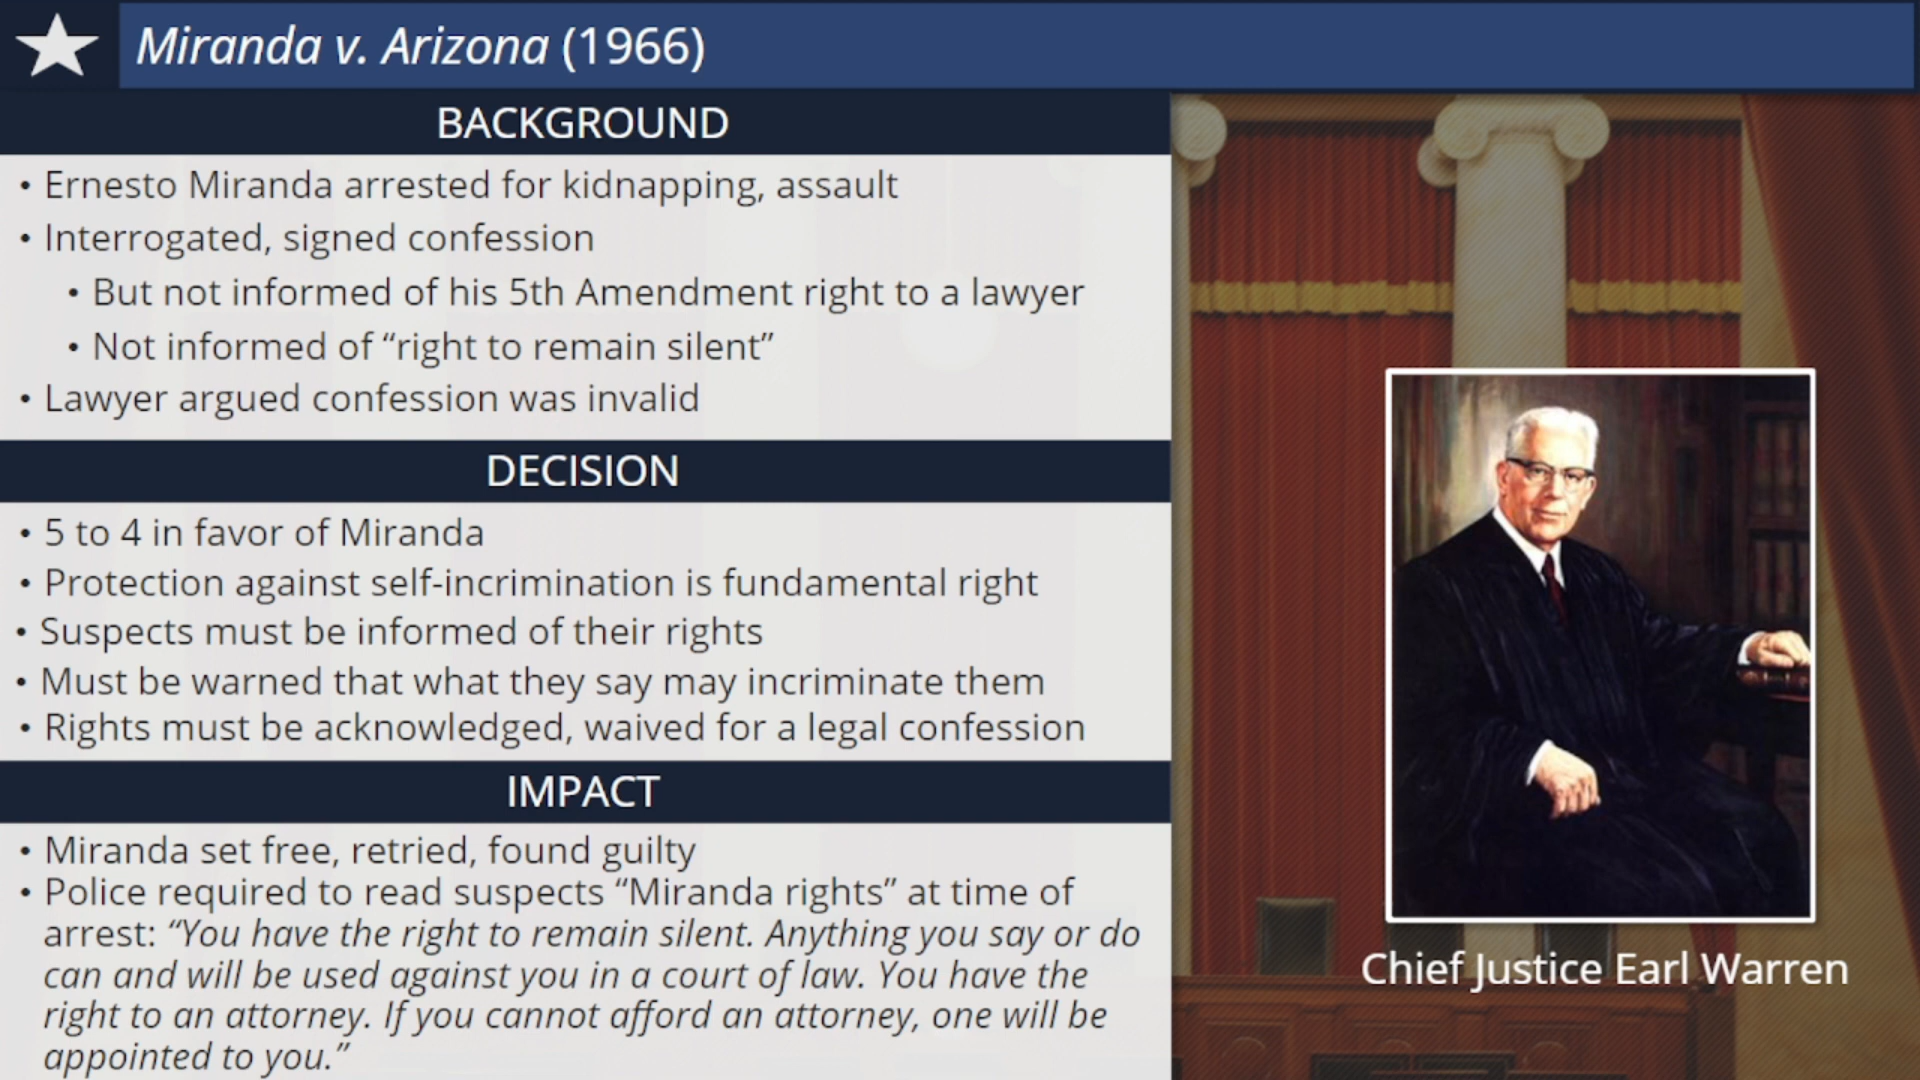 Miranda v. Arizona (1966)
BACKGROUND
• Ernesto Miranda arrested for kidnapping, assault
• Interrogated, signed confession
• But not informed of his 5th Amendment right to a lawyer
• Not informed of “right to remain silent”
• Lawyer argued confession was invalid
DECISION
• 5 to 4 in favor of Miranda
• Protection against self-incrimination is fundamental right
• Suspects must be informed of their rights
• Must be warned that what they say may incriminate them
• Rights must be acknowledged, waived for a legal confession
IMPACT
• Miranda set free, retried, found guilty
• Police required to read suspects “Miranda rights” at time of
arrest: “You have the right to remain silent. Anything you say or do
can and will be used against you in a court of law. You have the
right to an attorney. If you cannot afford an attorney, one will be
appointed to you.”
Chief Justice Earl Warren